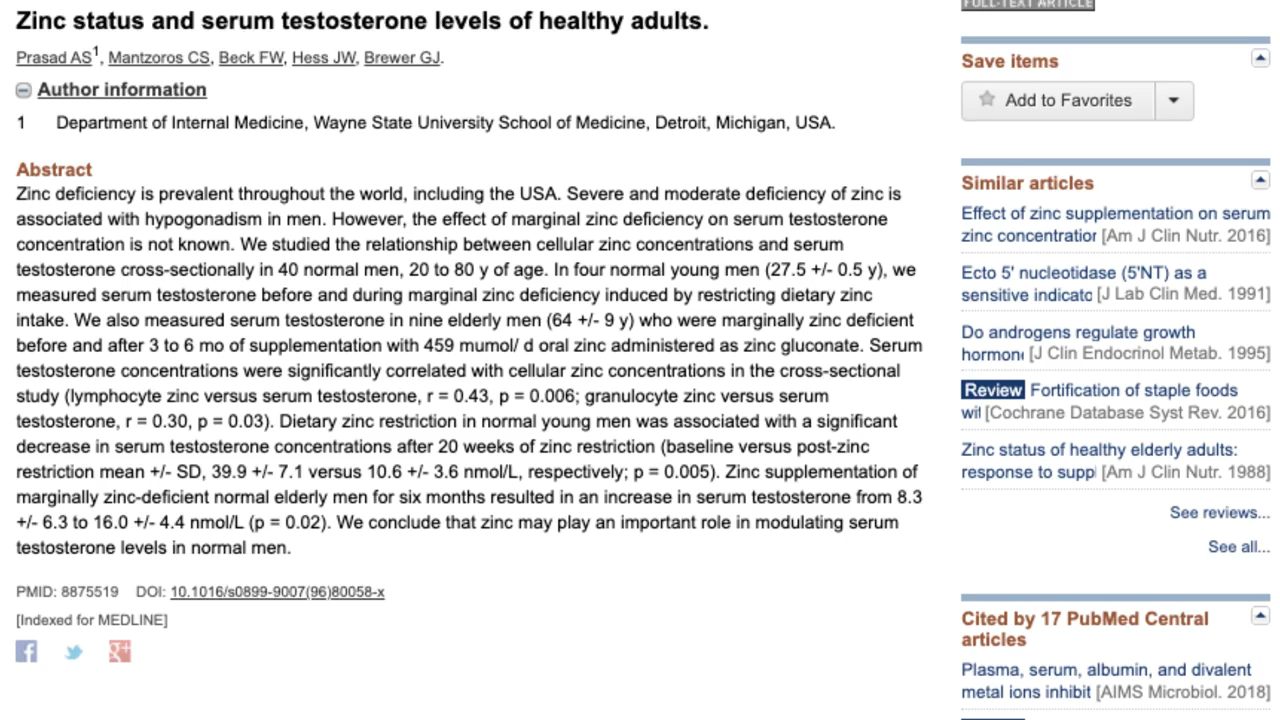 Zinc status and serum testosterone levels of healthy adults.
Prasad AS1, Mantzoros CS, Beck FW, Hess JW, Brewer GJ.
Author information
1 Department of Internal Medicine, Wayne State University School of Medicine, Detroit, Michigan, USA.
Abstract
Zinc deficiency is prevalent throughout the world, including the USA. Severe and moderate deficiency of zinc is
associated with hypogonadism in men. However, the effect of marginal zinc deficiency on serum testosterone
concentration is not known. We studied the relationship between cellular zinc concentrations and serum
testosterone cross-sectionally in 40 normal men, 20 to 80 y of age. In four normal young men (27.5 +/- 0.5 y), we
measured serum testosterone before and during marginal zinc deficiency induced by restricting dietary zinc
intake. We also measured serum testosterone in nine elderly men (64 +/- 9 y) who were marginally zinc deficient
before and after 3 to 6 mo of supplementation with 459 mumol/ d oral zinc administered as zinc gluconate. Serum
testosterone concentrations were significantly correlated with cellular zinc concentrations in the cross-sectional
study (lymphocyte zinc versus serum testosterone, r = 0.43, p = 0.006; granulocyte zinc versus serum
testosterone, r = 0.30, p = 0.03). Dietary zinc restriction in normal young men was associated with a significant
decrease in serum testosterone concentrations after 20 weeks of zinc restriction (baseline versus post-zinc
restriction mean +/- SD, 39.9 +/- 7.1 versus 10.6 +/- 3.6 nmol/L, respectively; p = 0.005). Zinc supplementation of
marginally zinc-deficient normal elderly men for six months resulted in an increase in serum testosterone from 8.3
+/- 6.3 to 16.0 +/- 4.4 nmol/L (p = 0.02). We conclude that zinc may play an important role in modulating serum
testosterone levels in normal men.
PMID: 8875519 DOI: 10.1016/s0899-9007(96)80058-x
[Indexed for MEDLINE]
f
g+
FULL-TEXT ARTICLE
Save items
Add to Favorites
Similar articles
Effect of zinc supplementation on serum
zinc concentration [Am J Clin Nutr. 2016]
Ecto 5' nucleotidase (5'NT) as a
sensitive indicato [J Lab Clin Med. 1991]
Do androgens regulate growth
hormone [J Clin Endocrinol Metab. 1995]
Review Fortification of staple foods
wit [Cochrane Database Syst Rev. 2016]
Zinc status of healthy elderly adults:
response to supp [Am J Clin Nutr. 1988]
See reviews...
See all...
Cited by 17 PubMed Central
articles
Plasma, serum, albumin, and divalent
metal ions inhibit [AIMS Microbiol. 2018]